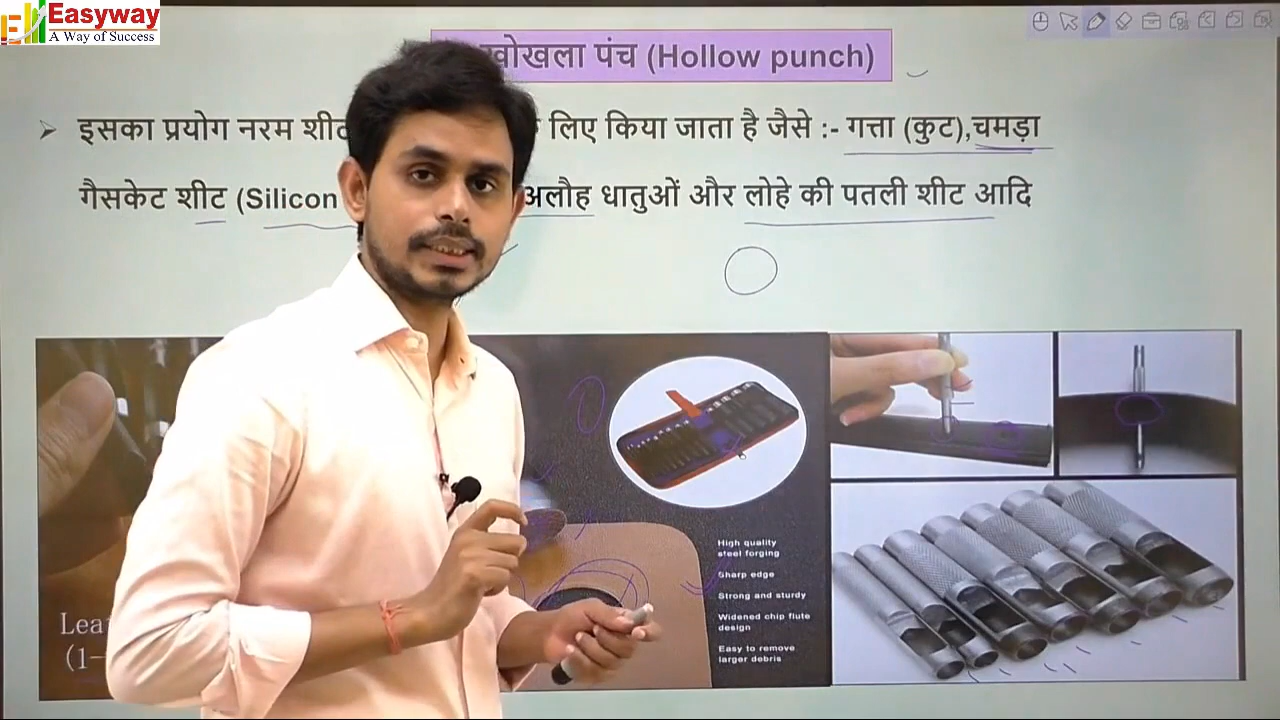 Easyway
A Way of Success
खोखला पंच (Hollow punch)
➢ इसका प्रयोग नरम शीट लिए किया जाता है जैसे :- गत्ता (कुट),चमड़ा
गैसकेट शीट (Silicon अलौह धातुओं और लोहे की पतली शीट आदि
High quality
steel forging
Sharp edge
Strong and sturdy
Widened chip flute
design
Easy to remove
larger debris
(1-